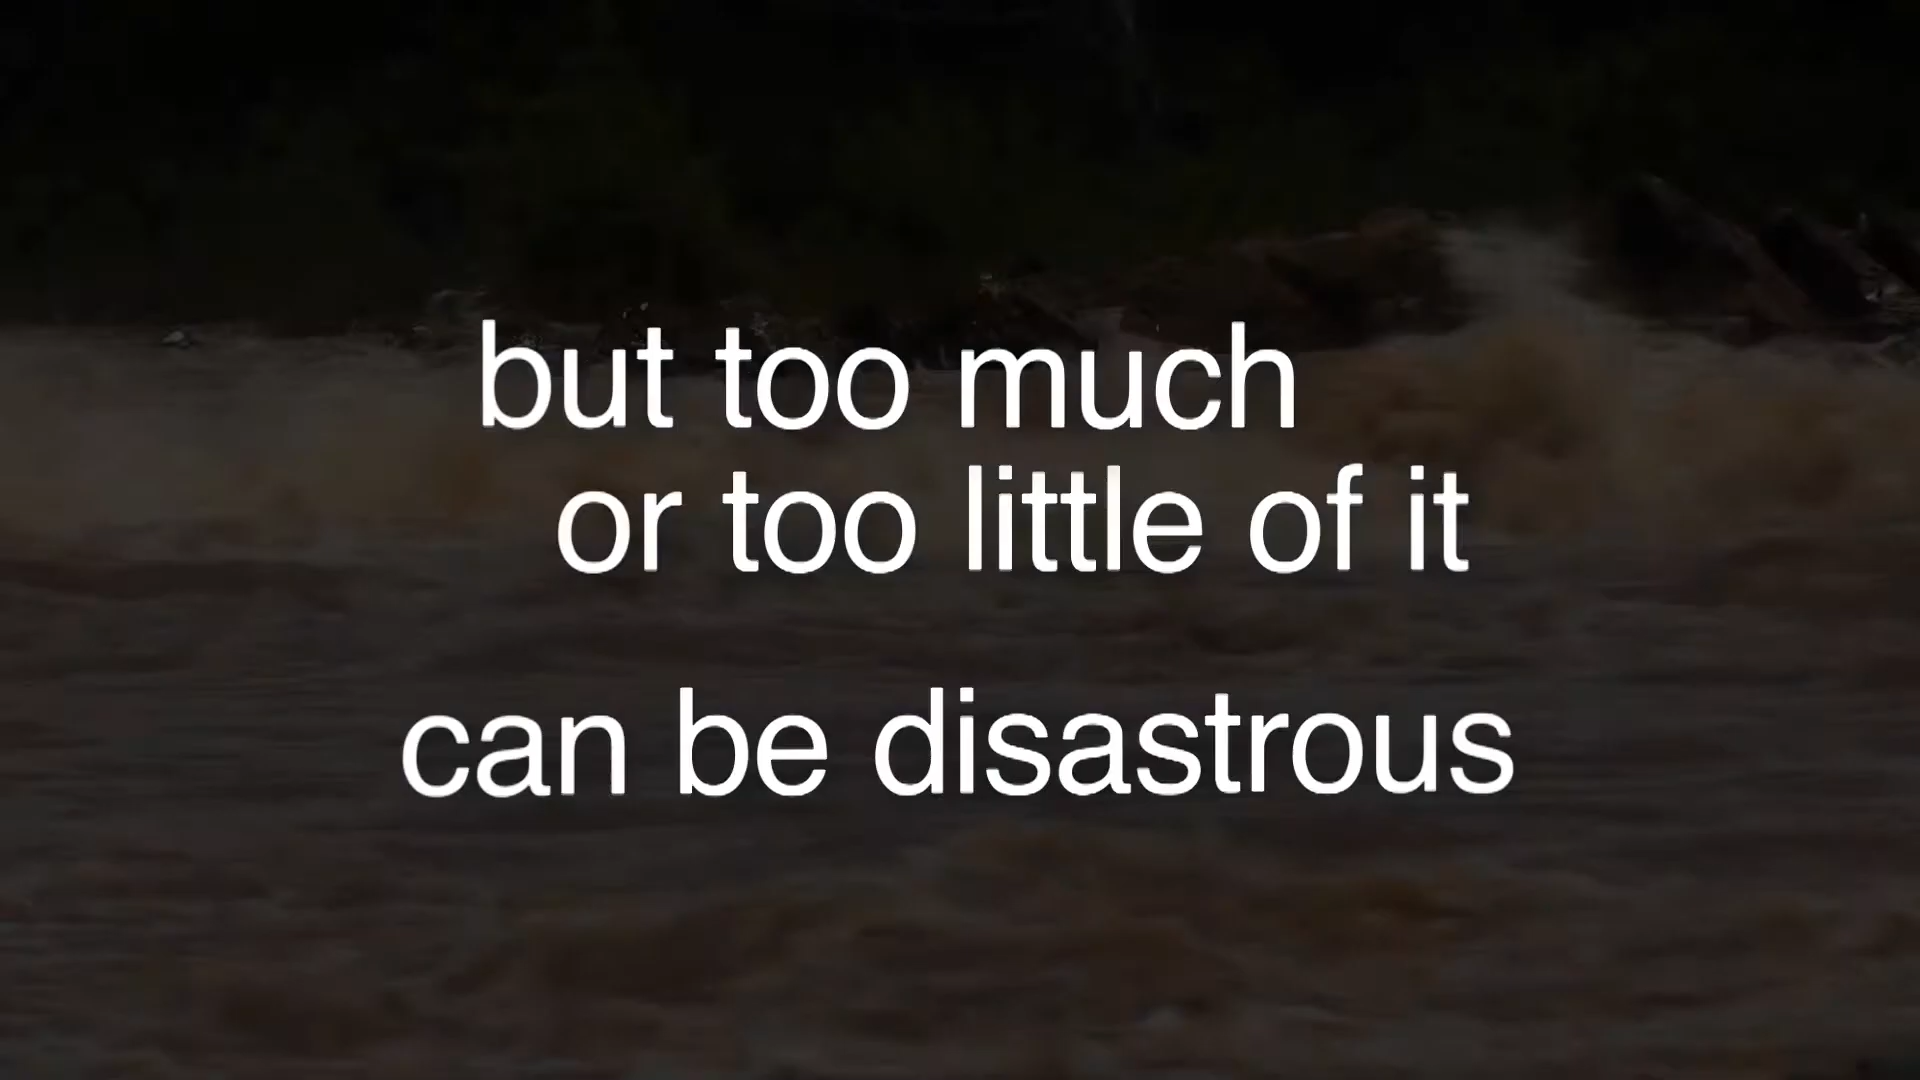 but too much
or too little of it
can be disastrous